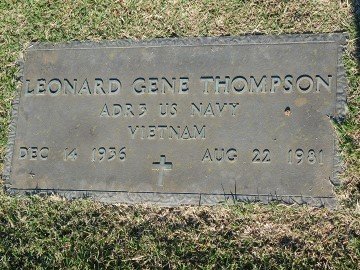 LEONARD GENE THOMPSON
ADR3 US NAVY
VIETNAM
DEC 14 1936 AUG 22 1981